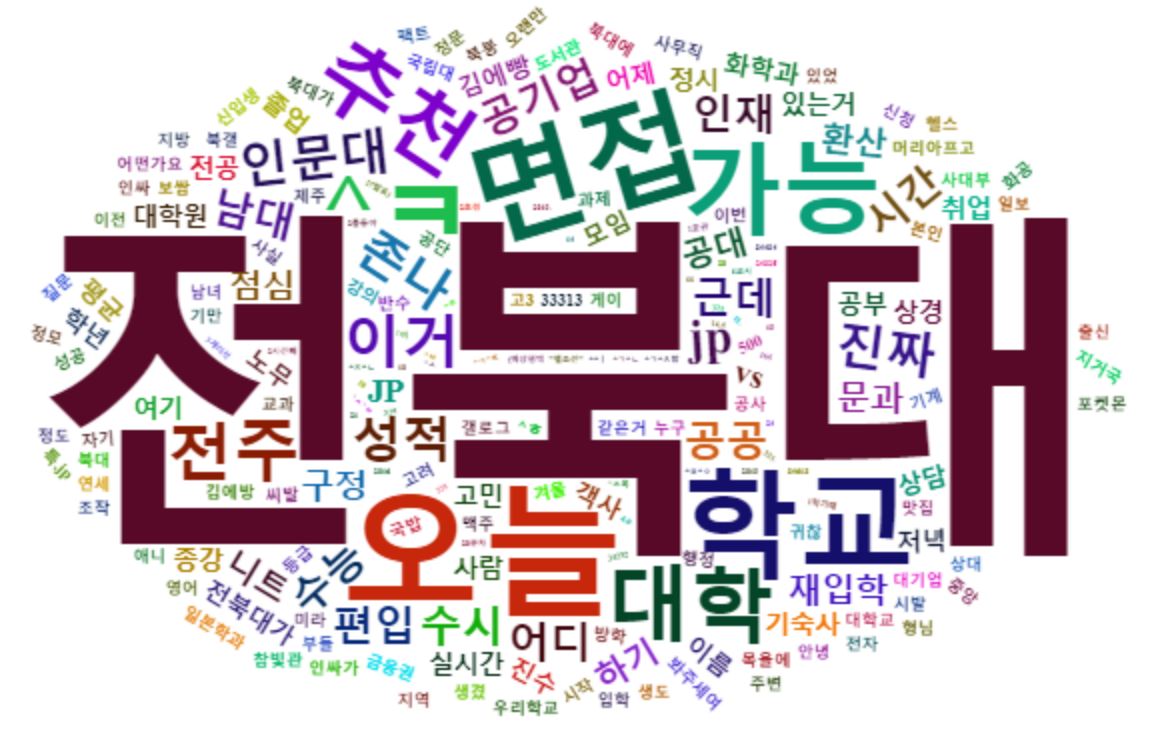 팩트
정문
북봉
오랜만
북대에
사무직
추천
국립대
김에빵
도서관
어제
정시
화학과
있었
북대가
공기업
신입생
졸업
면접
인재
있는거
신청
헬스
지방
북갤
인문대
환산
머리아프고
어떤가요
전공
가능
화공
인싸
보쌈
남대
제주
^
ㅋ
과제
이번
시간
사대부
취업
일보
이전
대학원
모임
본인
사실
존나
공단
공대
전북대
질문
평균
남녀
점심
강의
반수
고3
33313
게이
근데
공부
상경
학년
기만
정모
성공
노무
이거
jp
500
진짜
출신
지거국
JP
vs
여기
교과
공사
문과
기계
포켓몬
정도
자기
전주
성적
갤로그
같은거
누구
공공
북대
연세
김에방
씨발
구정
고려
고민
겨울
객사
상담
조작
오늘
국밥
맥주
학교
맛집
귀찮
저녁
애니
종강
니트
수능
사람
행정
상대
영어
전북대가
대학
재입학
대기업
중앙
시발
일본학과
미라
부들
편입
수시
어디
방학
기숙사
대학교
형님
전자
참빛관
인싸가
금융권
실시간
진수
하기
이름
목욜에
안녕
지역
생겼
시작
입학
생도
봐주세여
주변
우리학교